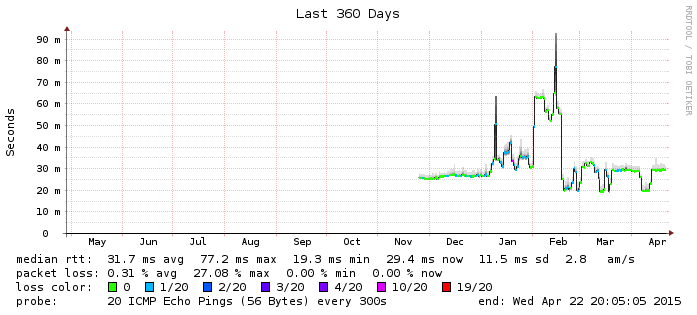 Last 360 Days
RRDTOOL / TOBI OETIKER
Seconds
90 m
80 m
70 m
60 m
50 m
40 m
30 m
20 m
10 m
0
May Jun Jul Aug Sep Oct Nov Dec Jan Feb Mar Apr
median rtt: 31.7 ms avg 77.2 ms max 19.3 ms min 29.4 ms now 11.5 ms sd 2.8 am/s
packet loss: 0.31 % avg 27.08 % max 0.00 % min 0.00 % now
loss color: 0 1/20 2/20 3/20 4/20 10/20 19/20
probe: 20 ICMP Echo Pings (56 Bytes) every 300s end: Wed Apr 22 20:05:05 2015